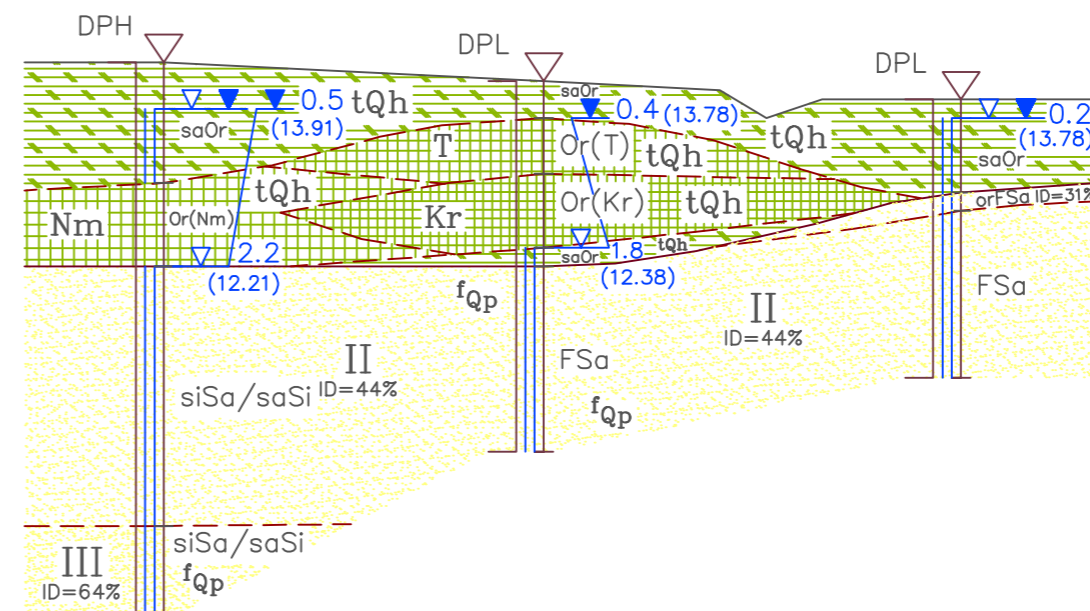 DPH
DPL
DPL
saOr
tQh
0.5
(13.91)
saOr
0.4
(13.78)
0.2
(13.78)
tQh
saOr
T
Or(T)
tQh
tQh
Or(Kr)
tQh
orFSa ID=31%
Nm
Or(Nm)
Kr
tQh
2.2
(12.21)
saOr
1.8
(12.38)
fQp
II
ID=44%
FSa
II
ID=44%
siSa/saSi
FSa
fQp
siSa/saSi
III
ID=64%
fQp